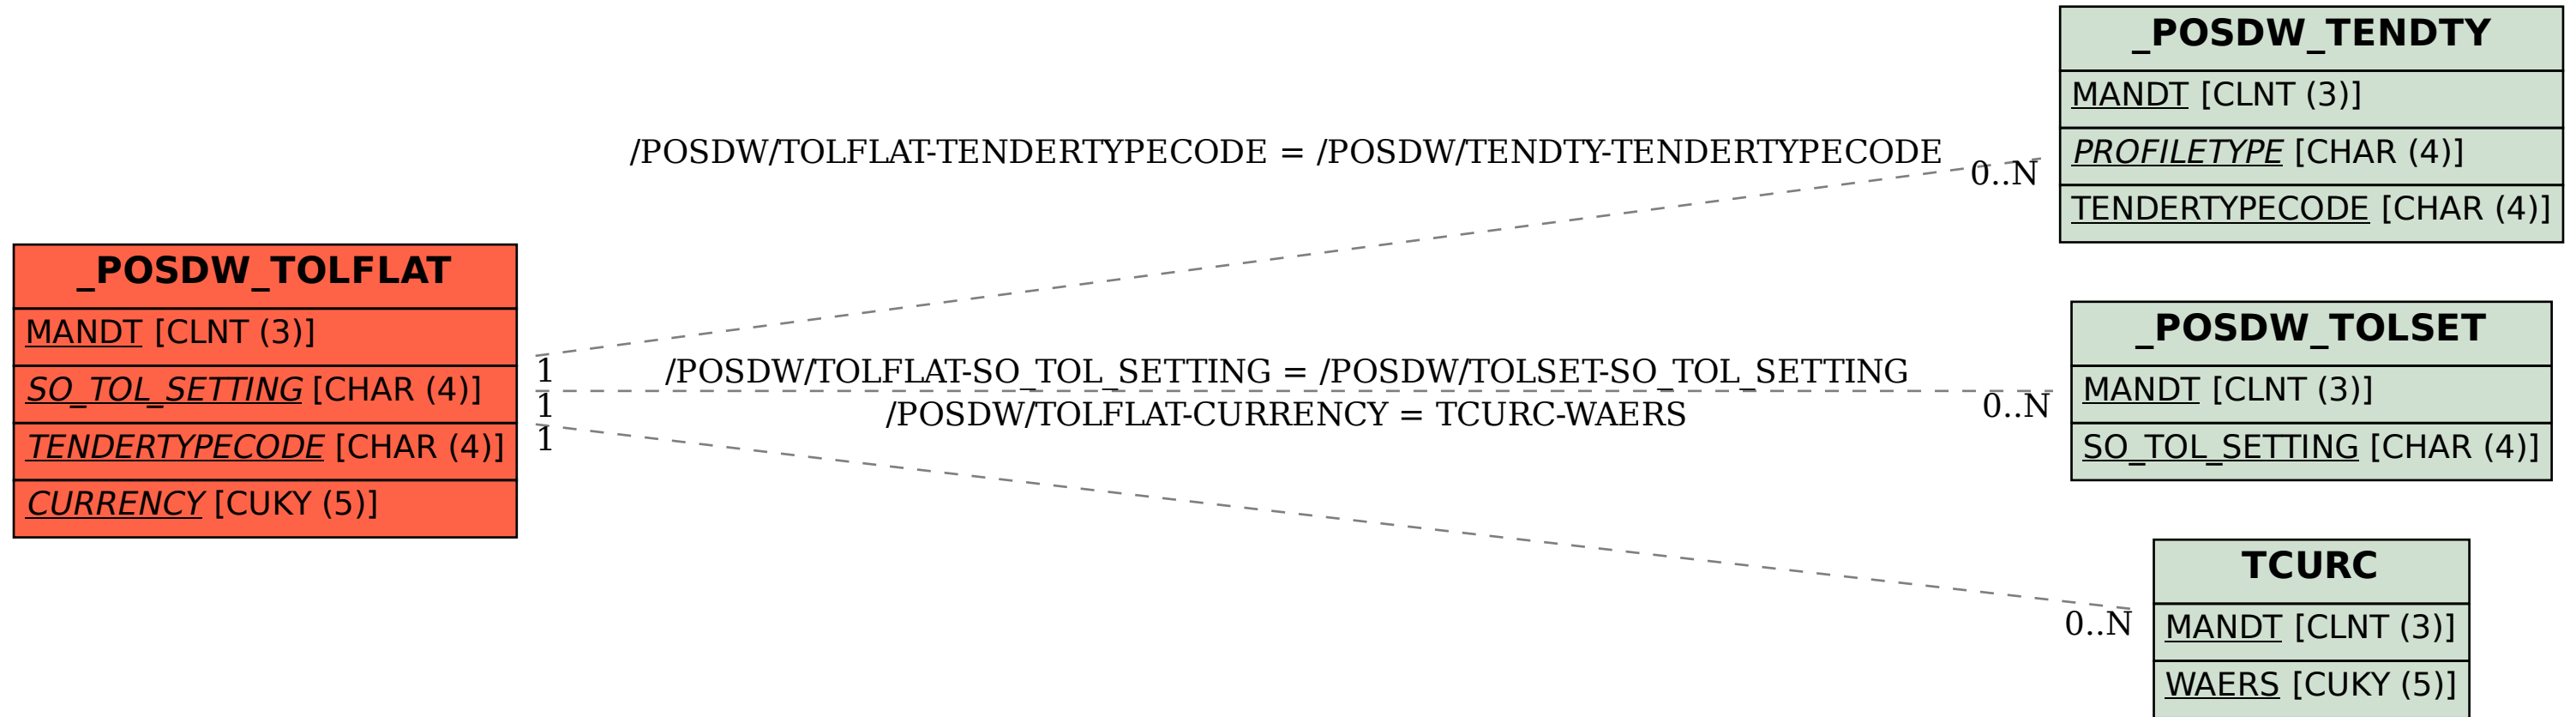 _POSDW_TOLFLAT
MANDT [CLNT (3)]
SO_TOL_SETTING [CHAR (4)]
TENDERTYPECODE [CHAR (4)]
CURRENCY [CUKY (5)]
/POSDW/TOLFLAT-TENDERTYPECODE = /POSDW/TENDTY-TENDERTYPECODE
0..N
1
/POSDW/TOLFLAT-SO_TOL_SETTING = /POSDW/TOLSET-SO_TOL_SETTING
1
0..N
/POSDW/TOLFLAT-CURRENCY = TCURC-WAERS
1
0..N
_POSDW_TENDTY
MANDT [CLNT (3)]
PROFILETYPE [CHAR (4)]
TENDERTYPECODE [CHAR (4)]
_POSDW_TOLSET
MANDT [CLNT (3)]
SO_TOL_SETTING [CHAR (4)]
TCURC
MANDT [CLNT (3)]
WAERS [CUKY (5)]